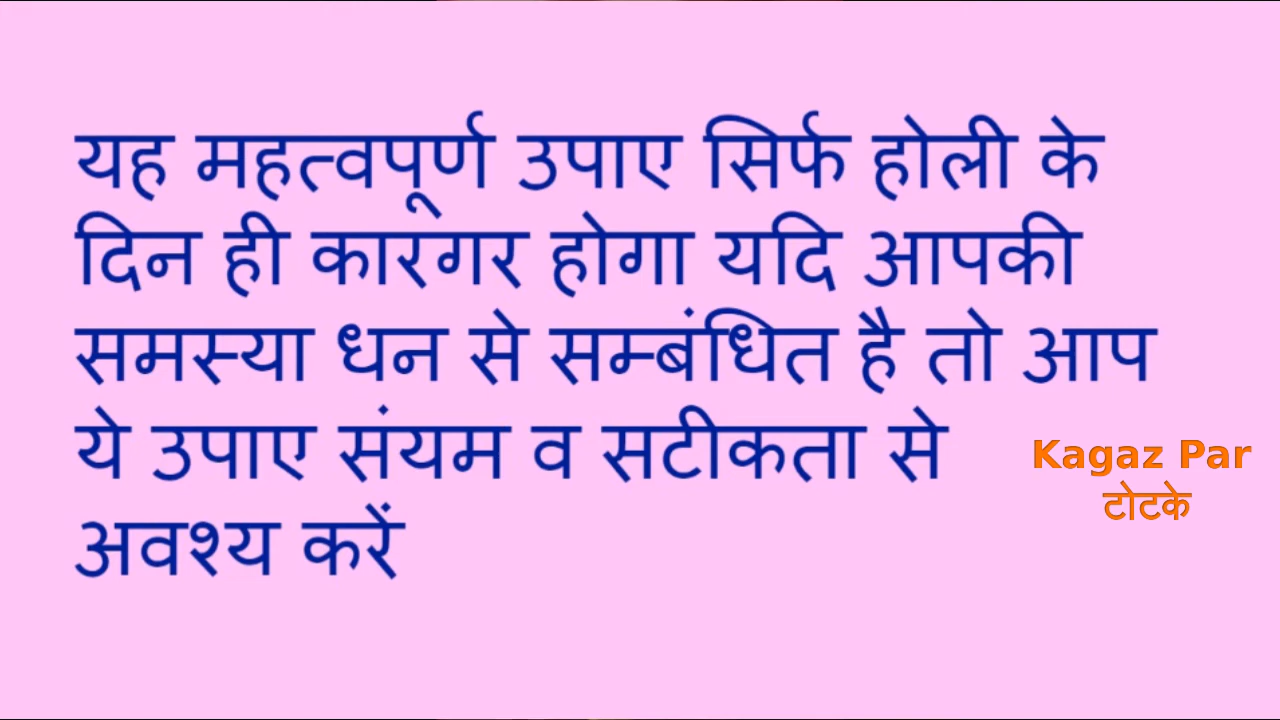 यह महत्वपूर्ण उपाए सिर्फ होली के
दिन ही कारगर होगा यदि आपकी
समस्या धन से सम्बंधित है तो आप
ये उपाए संयम व सटीकता से
अवश्य करें
Kagaz Par
टोटके